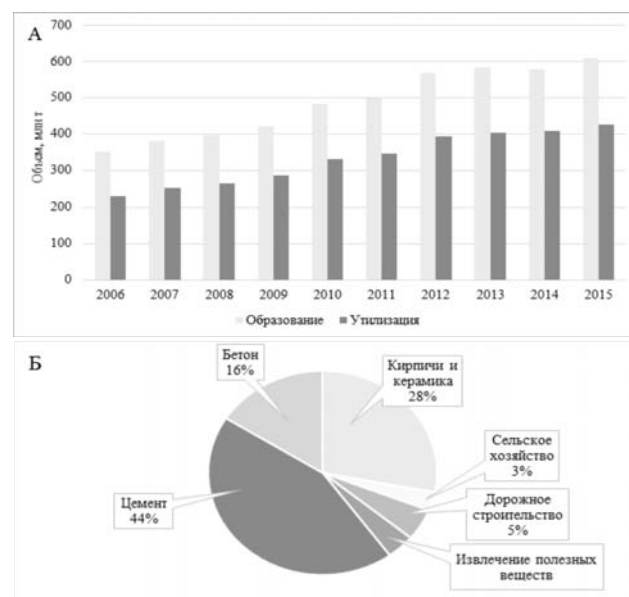 А
700
600
500
400
300
200
100
0
Объем, млн т
2006 2007 2008 2009 2010 2011 2012 2013 2014 2015
Образование Утилизация
Б
Бетон
16%
Кирпичи и
керамика
28%
Сельское
хозяйство
3%
Дорожное
строительство
5%
Извлечение полезных
веществ
Цемент
44%